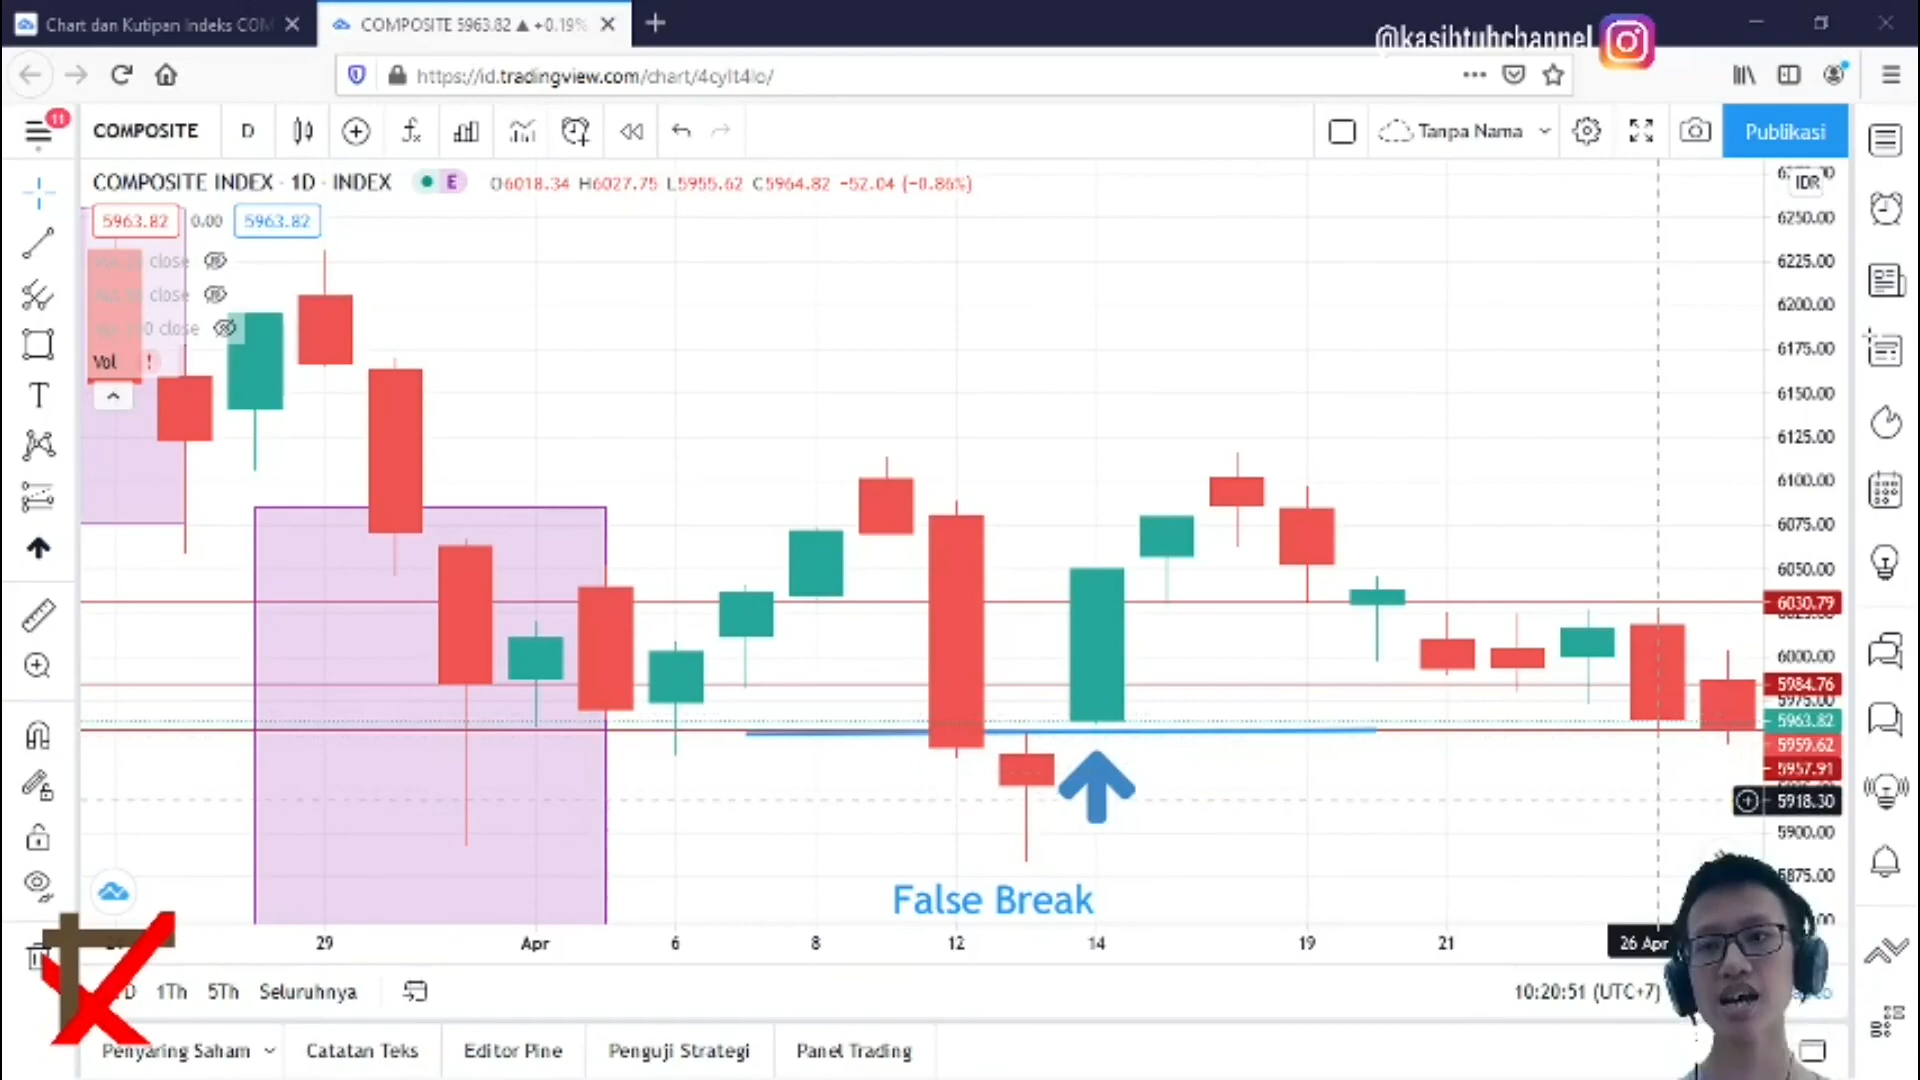 Chart dan Kutipan Indeks COM
COMPOSITE 5963.82 ▲ +0.19%
@kasihtuhchannel
https://id.tradingview.com/chart/4cylt4lo/
11
COMPOSITE
D
Tanpa Nama
Publikasi
COMPOSITE INDEX · 1D · INDEX
E
O6018.34 H6027.75 L5955.62 C5964.82 −52.04 (−0.86%)
IDR
5963.82
0.00
5963.82
close
close
0 close
Vol
!
6250.00
6225.00
6200.00
6175.00
6150.00
6125.00
6100.00
6075.00
6050.00
6030.79
6000.00
5984.76
5975.00
5963.82
5959.62
5957.91
5918.30
5900.00
5875.00
False Break
29
Apr
6
8
12
14
19
21
26 Apr
1Th
5Th
Seluruhnya
10:20:51 (UTC+7)
Penyaring Saham
Catatan Teks
Editor Pine
Penguji Strategi
Panel Trading